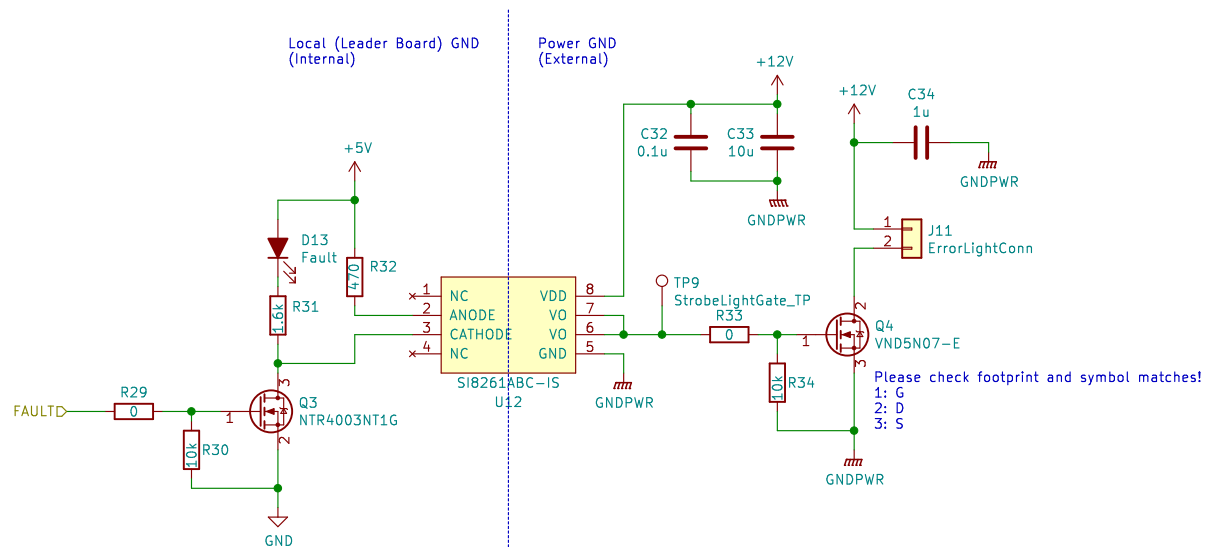 Local (Leader Board) GND
(Internal)
Power GND
(External)
+12V
+12V
C34
1u
GNDPWR
C32
0.1u
C33
10u
GNDPWR
+5V
D13
Fault
R32
470
R31
1.6k
1 NC
2 ANODE
3 CATHODE
4 NC
VDD 8
VO 7
VO 6
GND 5
SI8261ABC-IS
U12
GNDPWR
TP9
StrobeLightGate_TP
R33
0
1
2
J11
ErrorLightConn
2
1
3
Q4
VND5N07-E
R34
10k
GNDPWR
Please check footprint and symbol matches!
1: G
2: D
3: S
FAULT
R29
0
R30
10k
3
1
2
Q3
NTR4003NT1G
GND